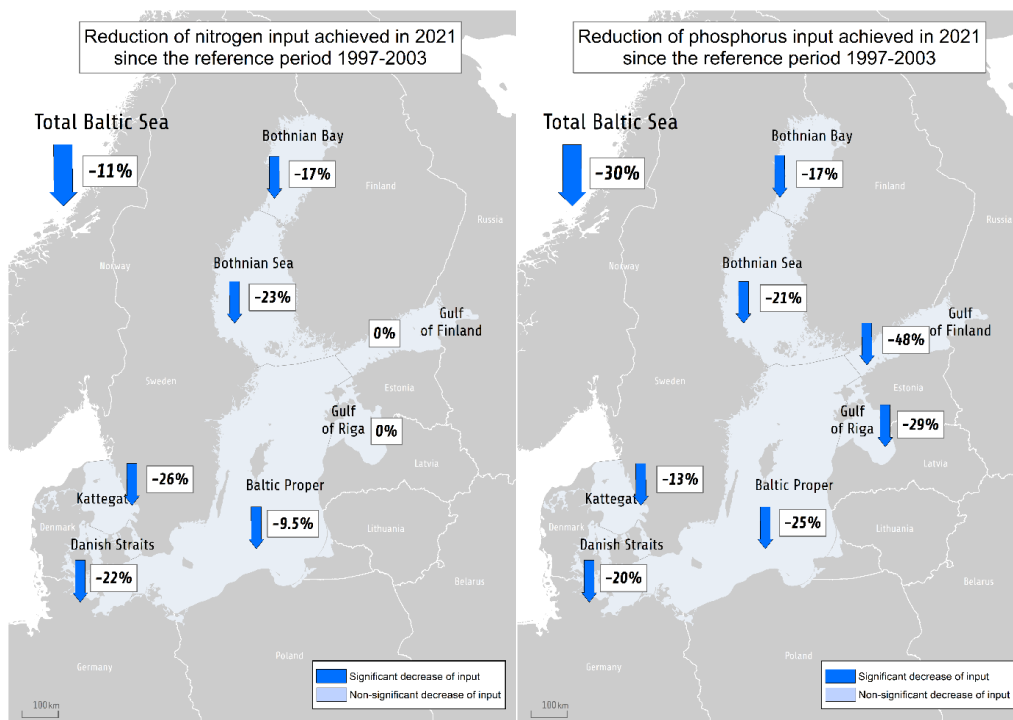 Reduction of nitrogen input achieved in 2021
since the reference period 1997-2003
Total Baltic Sea
-11%
Bothnian Bay
-17%
Finland
Russia
Norway
Bothnian Sea
-23%
Gulf
of Finland
0%
Sweden
Estonia
Gulf
of Riga
0%
Latvia
-26%
Kattegat
Baltic Proper
-9.5%
Denmark
Lithuania
Danish Straits
-22%
Belarus
Germany
Poland
Significant decrease of input
Non-significant decrease of input
100km
Reduction of phosphorus input achieved in 2021
since the reference period 1997-2003
Total Baltic Sea
-30%
Bothnian Bay
-17%
Finland
Russia
Norway
Bothnian Sea
-21%
Gulf
of Finland
-48%
Sweden
Estonia
Gulf
of Riga
-29%
Latvia
-13%
Kattegat
Baltic Proper
-25%
Denmark
Lithuania
Danish Straits
-20%
Belarus
Germany
Poland
Significant decrease of input
Non-significant decrease of input
100km